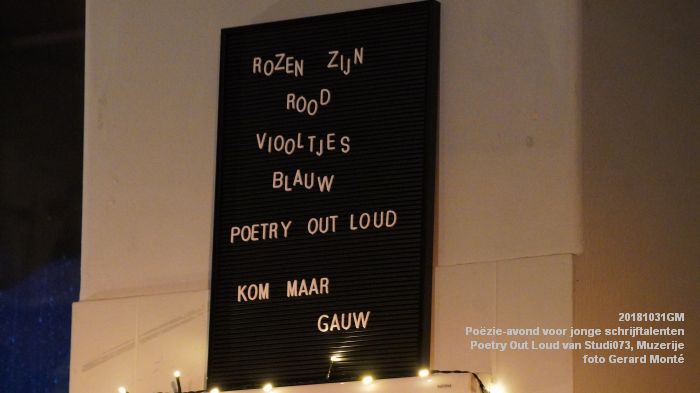 ROZEN ZIJN
ROOD
VIOOLTJES
BLAUW
POETRY OUT LOUD
KOM MAAR
GAUW
20181031GM
Poëzie-avond voor jonge schrijftalenten
Poetry Out Loud van Studi073, Muzerije
foto Gerard Monté